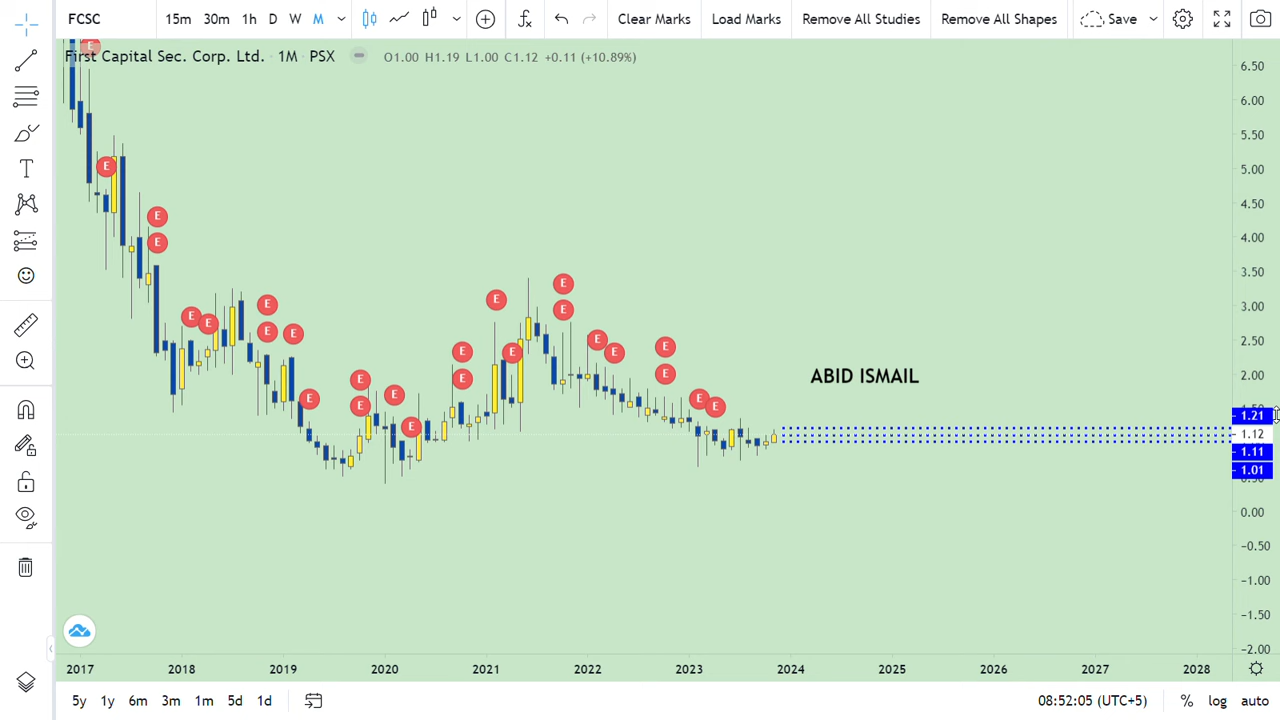 FCSC 15m 30m 1h D W M Clear Marks Load Marks Remove All Studies Remove All Shapes Save
First Capital Sec. Corp. Ltd. · 1M · PSX O1.00 H1.19 L1.00 C1.12 +0.11 (+10.89%)
E
6.50
6.00
5.50
E
5.00
4.50
E
E
4.00
3.50
E
E
E
3.00
E
E
E
E
E
E
2.50
E
E
E
E
E
E
2.00
ABID ISMAIL
E
E
E
E
E
E
E
1.21
1.12
1.11
1.01
0.00
-0.50
-1.00
-1.50
-2.00
2017 2018 2019 2020 2021 2022 2023 2024 2025 2026 2027 2028
5y 1y 6m 3m 1m 5d 1d 08:52:05 (UTC+5) % log auto